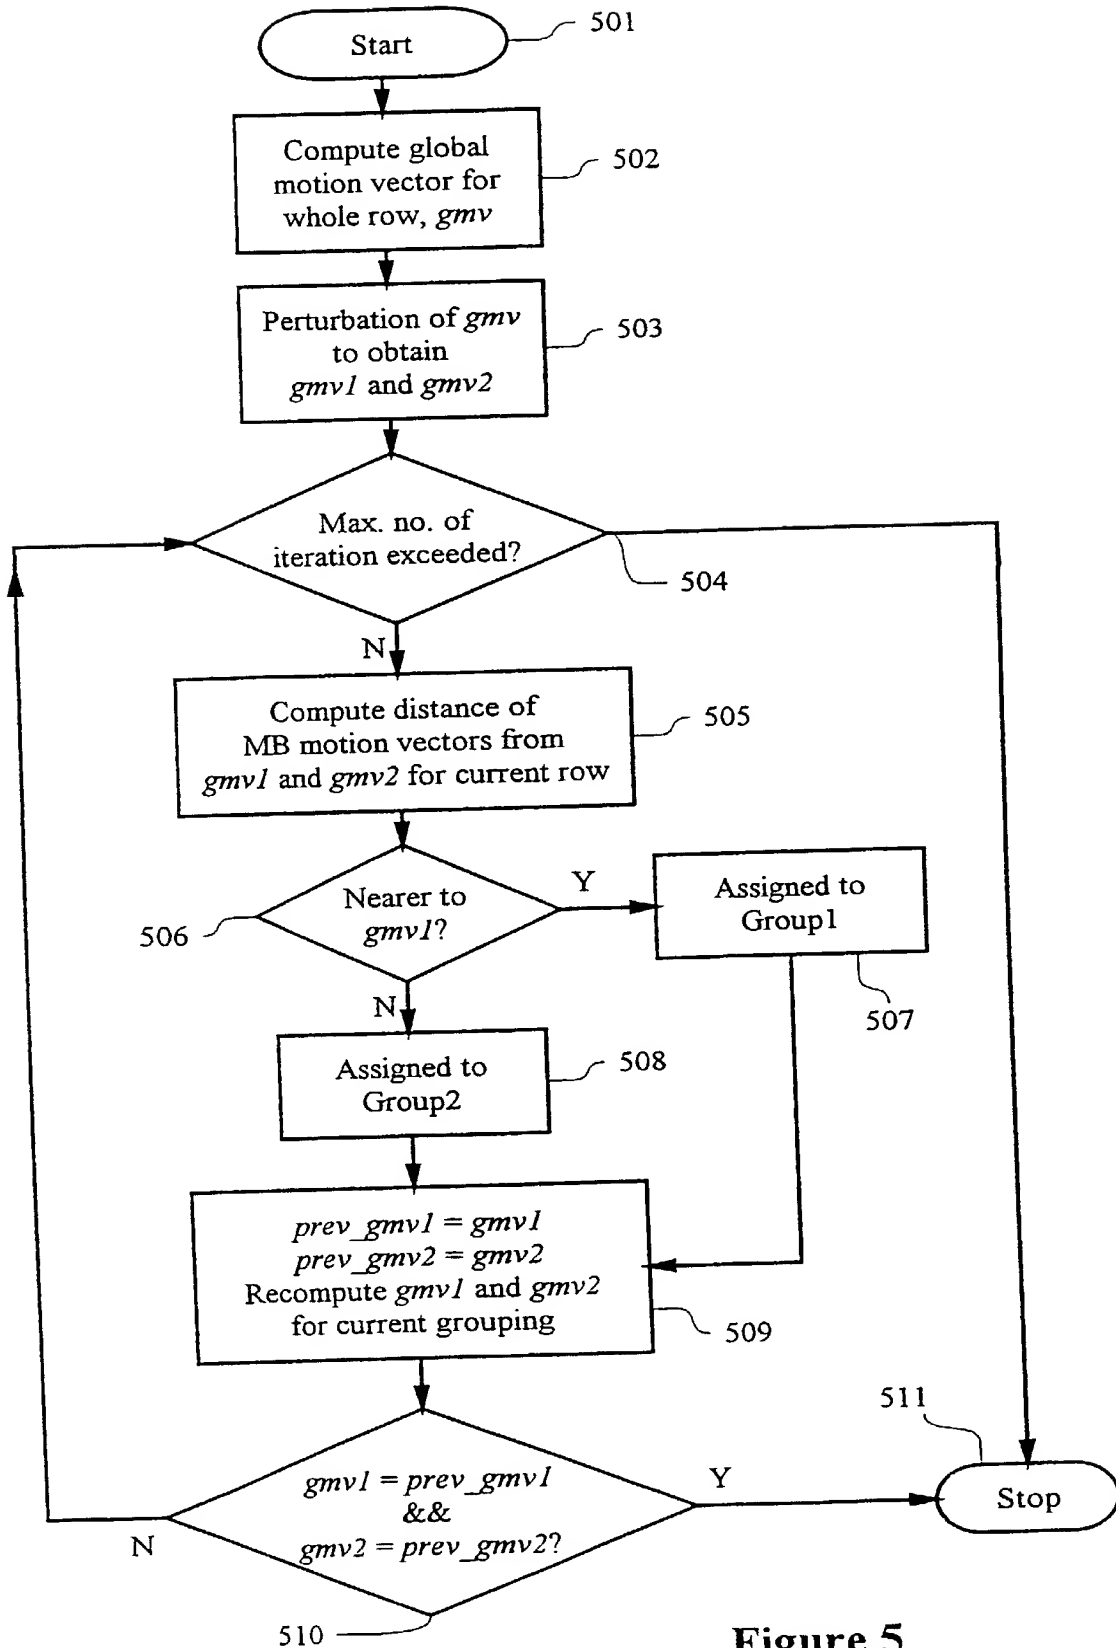 Start
501
Compute global
motion vector for
whole row, gmv
502
Perturbation of gmv
to obtain
gmv1 and gmv2
503
Max. no. of
iteration exceeded?
504
N
Compute distance of
MB motion vectors from
gmv1 and gmv2 for current row
505
Nearer to
gmv1?
506
Y
Assigned to
Group1
507
N
Assigned to
Group2
508
prev_gmv1 = gmv1
prev_gmv2 = gmv2
Recompute gmv1 and gmv2
for current grouping
509
gmv1 = prev_gmv1
&&
gmv2 = prev_gmv2?
510
N
Y
511
Stop
Figure 5